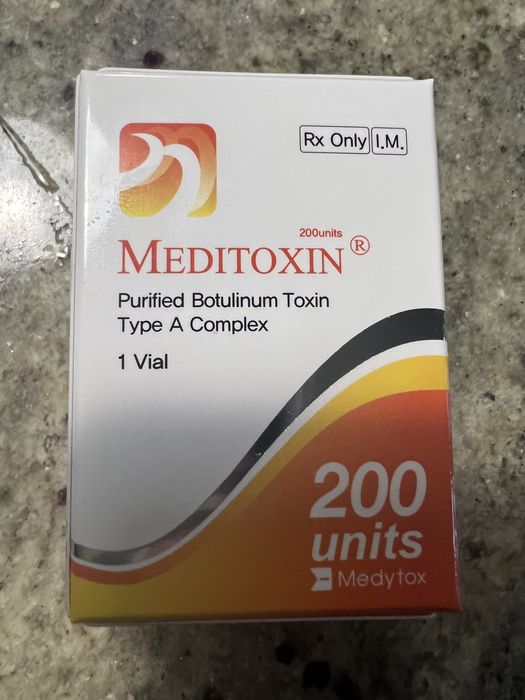 Rx Only I.M.
200units
MEDITOXIN ®
Purified Botulinum Toxin
Type A Complex
1 Vial
200
units
Medytox